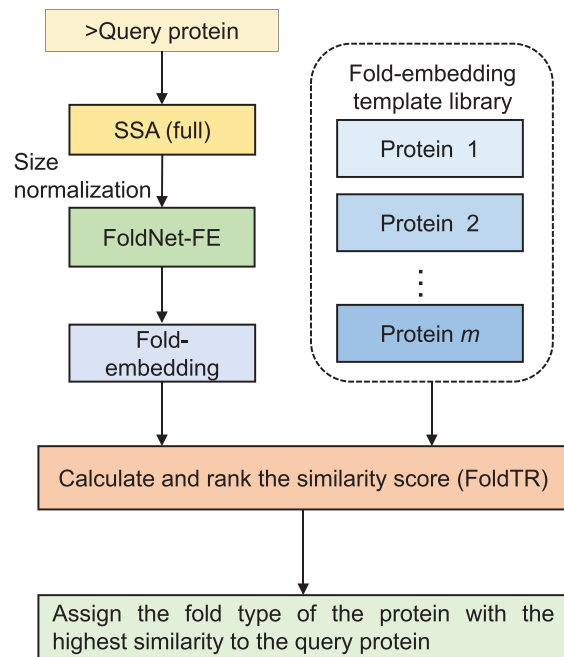 >Query protein
SSA (full)
Size
normalization
FoldNet-FE
Fold-
embedding
Fold-embedding
template library
Protein 1
Protein 2
⋮
Protein m
Calculate and rank the similarity score (FoldTR)
Assign the fold type of the protein with the
highest similarity to the query protein